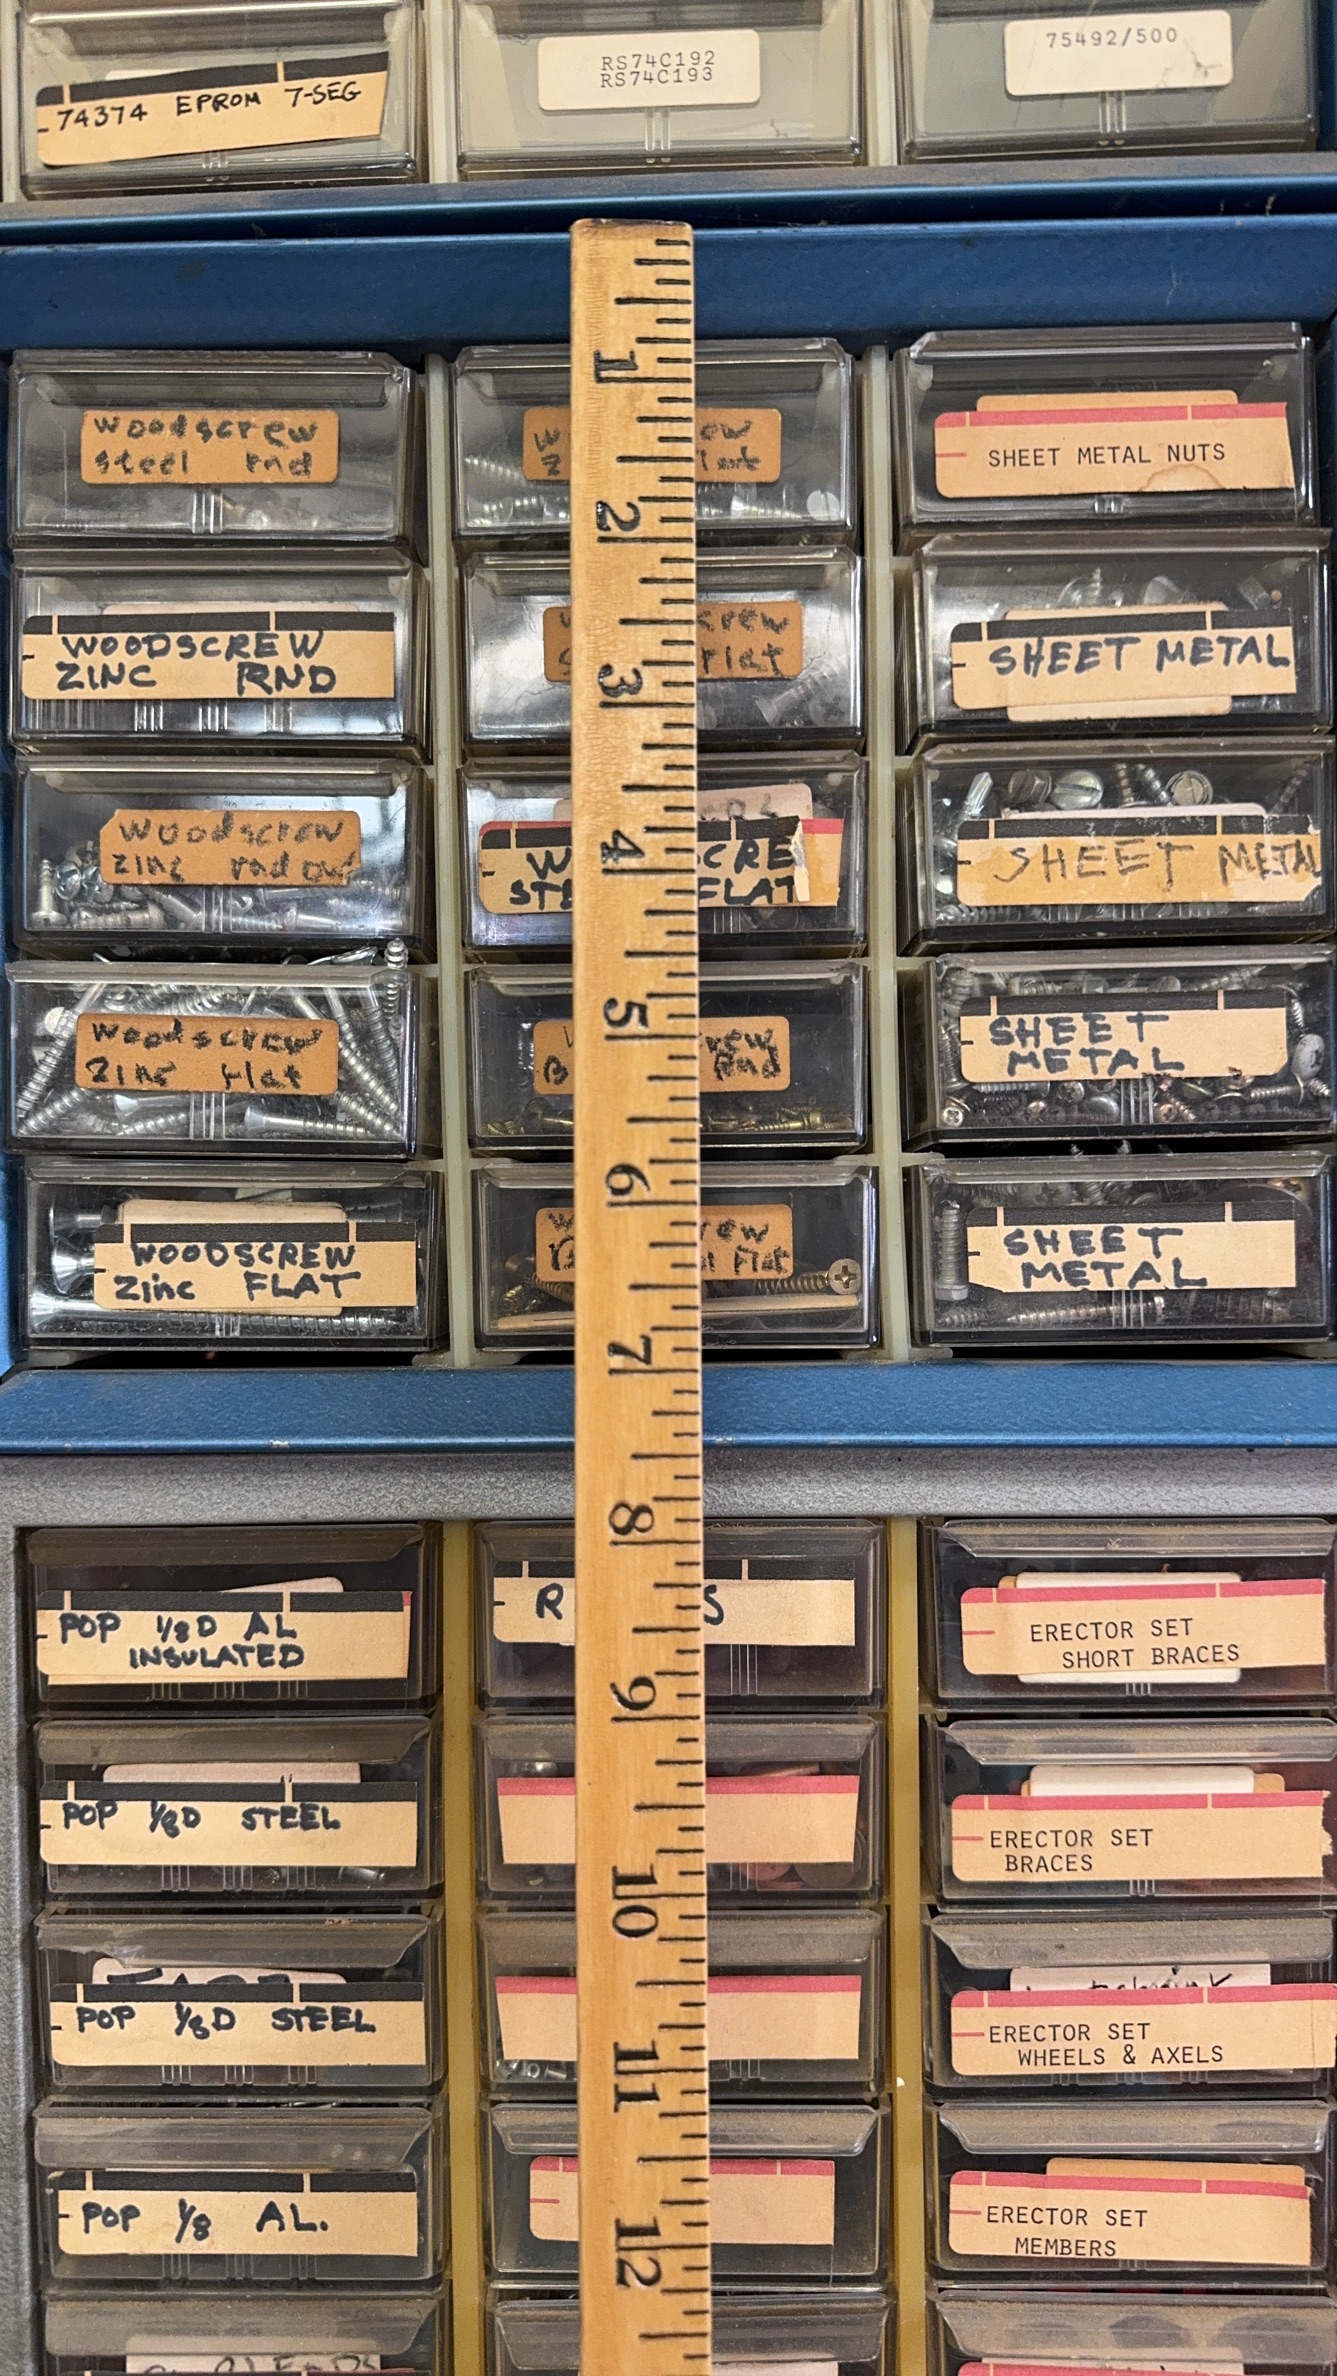 74374 EPROM 7-SEG
RS74C192
RS74C193
75492/500
woodscrew
steel rnd
SHEET METAL NUTS
WOODSCREW
ZINC RND
SHEET METAL
woodscrew
zinc rnd
SHEET METAL
woodscrew
Zinc flat
SHEET
METAL
WOODSCREW
Zinc FLAT
SHEET
METAL
1
2
3
4
5
6
7
8
9
10
11
12
flat
FLAT
Rnd
Flat
POP 1/8D AL
INSULATED
ERECTOR SET
SHORT BRACES
POP 1/8D STEEL
ERECTOR SET
BRACES
POP 1/8D STEEL
ERECTOR SET
WHEELS & AXELS
POP 1/8 AL.
ERECTOR SET
MEMBERS